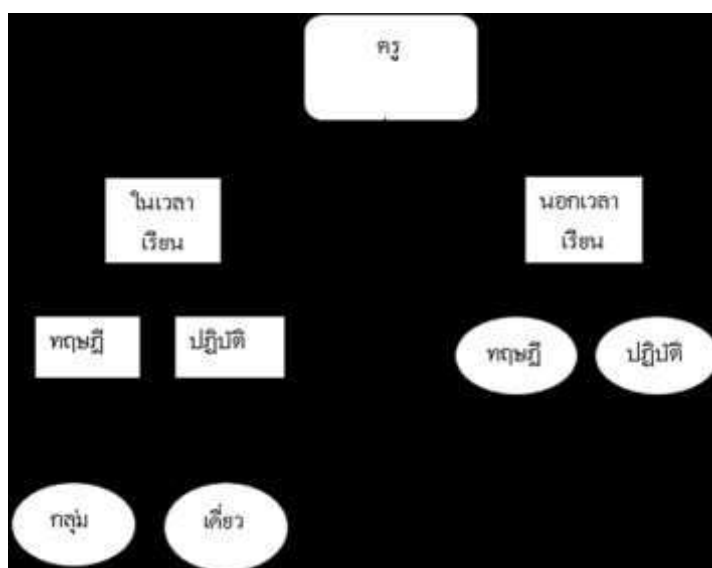 ครู
ในเวลา
เรียน
นอกเวลา
เรียน
ทฤษฎี
ปฏิบัติ
ทฤษฎี
ปฏิบัติ
กลุ่ม
เดี่ยว